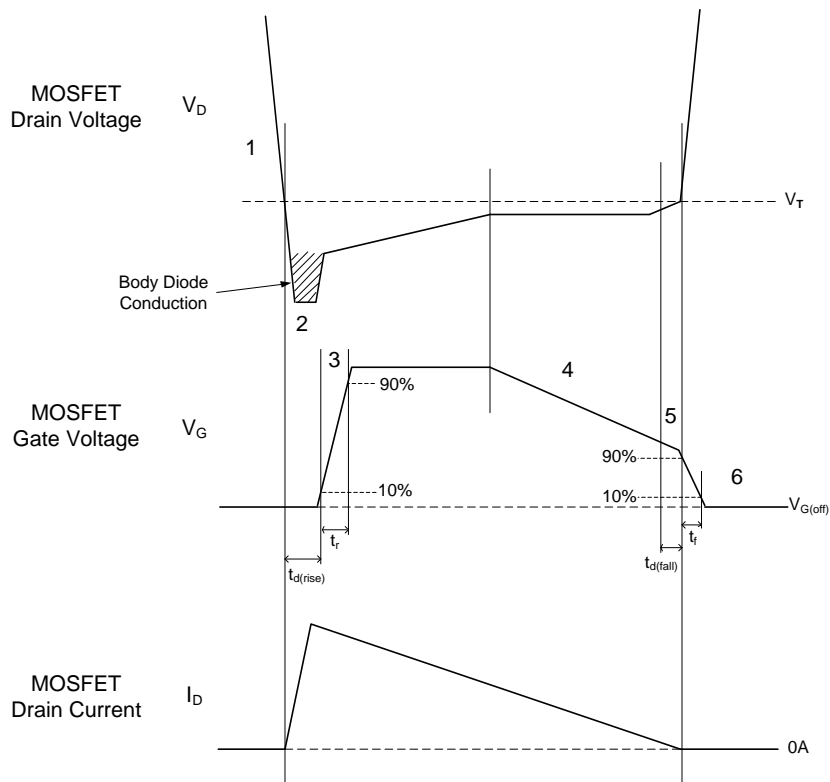 MOSFET
Drain Voltage
V_D
1
V_T
Body Diode
Conduction
2
3
4
90%
MOSFET
Gate Voltage
V_G
5
90%
6
10%
10%
V_G(off)
t_r
t_f
t_d(rise)
t_d(fall)
MOSFET
Drain Current
I_D
0A